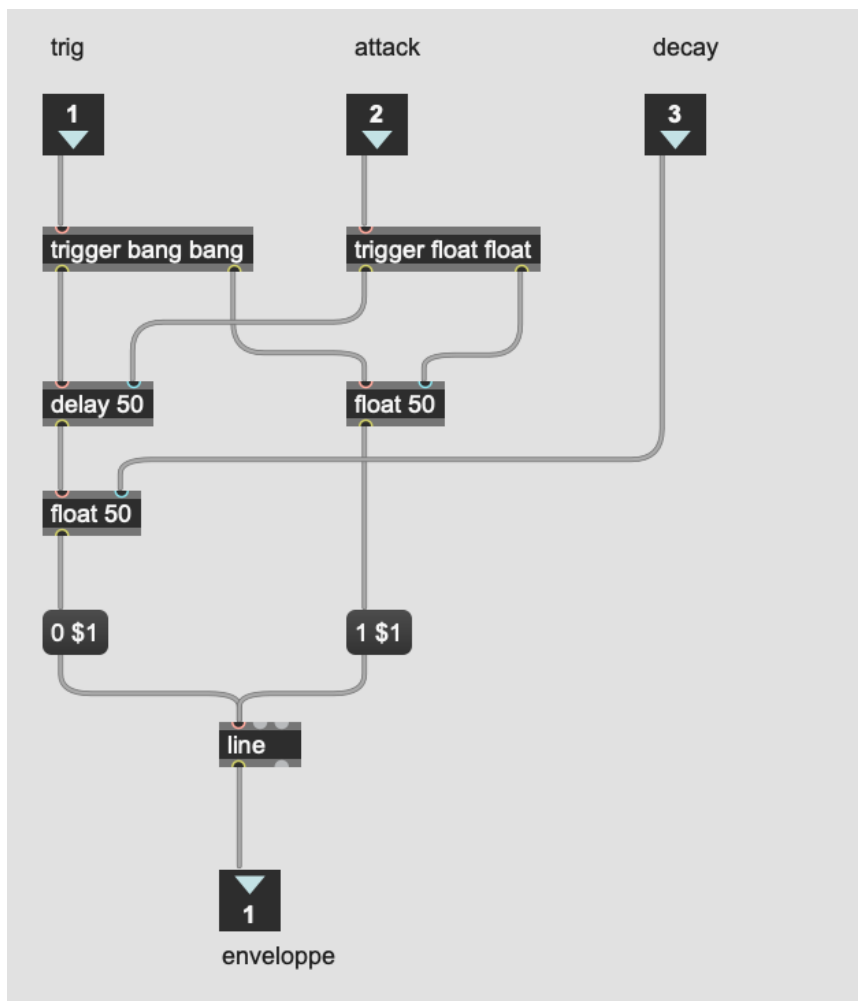 trig
attack
decay
1
2
3
trigger bang bang
trigger float float
delay 50
float 50
float 50
0 $1
1 $1
line
1
enveloppe